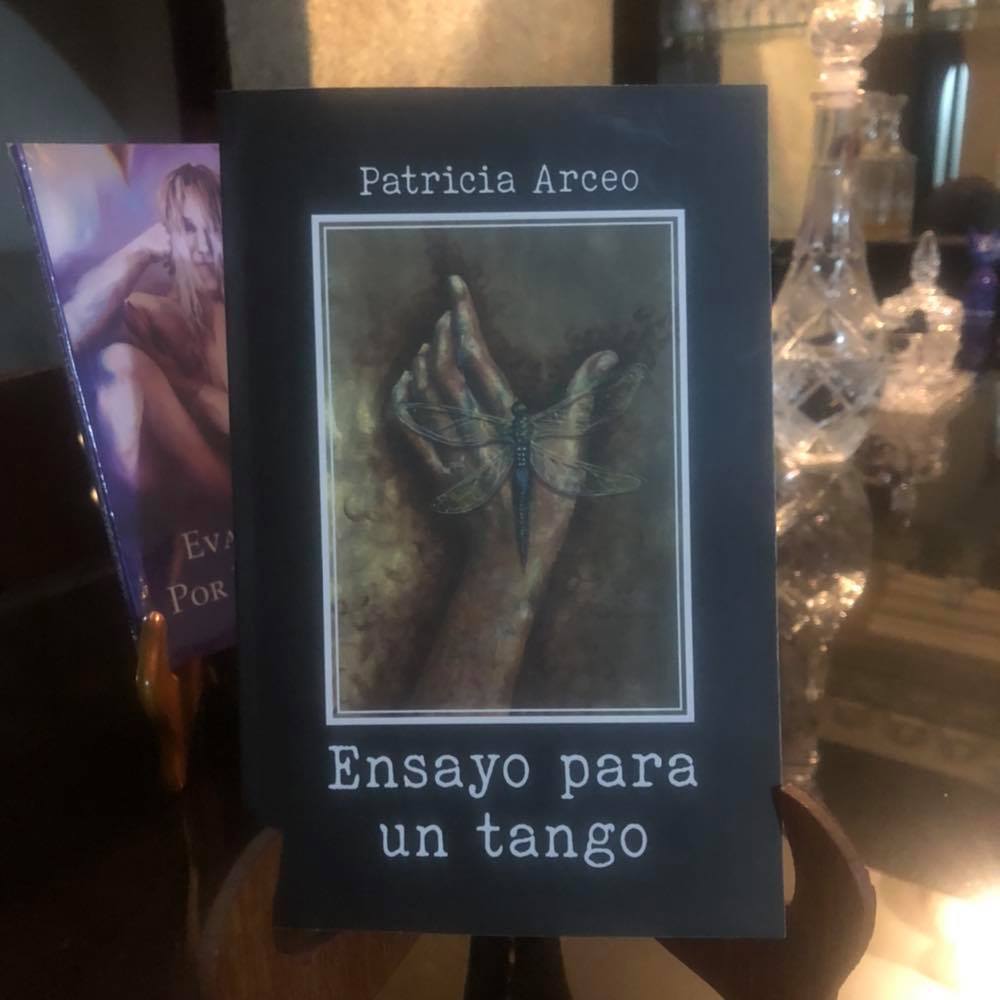 Patricia Arceo
Ensayo para
un tango
Eva
Por